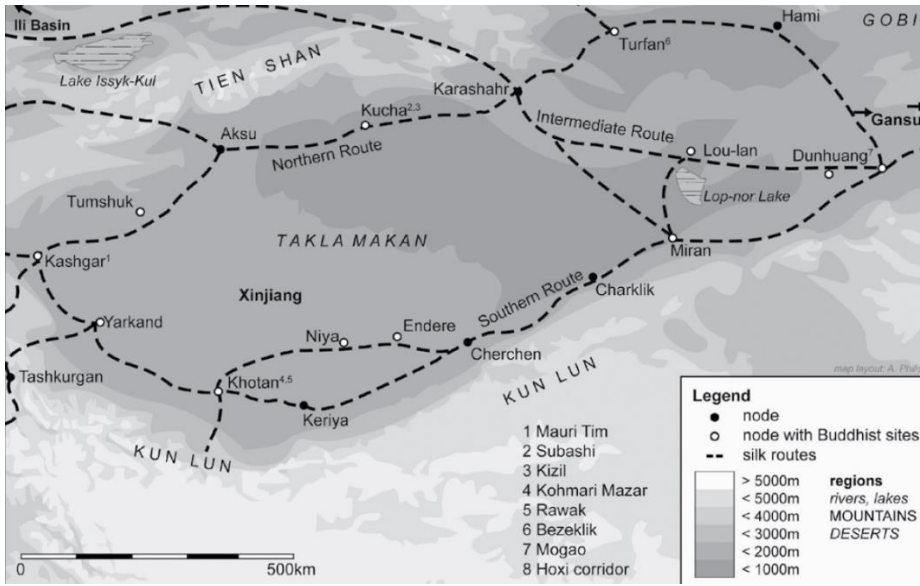 Ili Basin
Hami
GOBI
Turfan6
Lake Issyk-Kul
TIEN SHAN
Karashahr
Kucha2,3
Gansu
Aksu
Intermediate Route
Northern Route
Lou-lan
Dunhuang7
Tumshuk
Lop-nor Lake
TAKLA MAKAN
Miran
Kashgar1
Xinjiang
Southern Route
Charklik
Yarkand
Niya
Endere
Cherchen
Tashkurgan
Khotan4,5
KUN LUN
map layout: A.
Keriya
KUN LUN
1 Mauri Tim
2 Subashi
3 Kizil
4 Kohmari Mazar
5 Rawak
6 Bezeklik
7 Mogao
8 Hoxi corridor
0 500km
Legend
node
node with Buddhist sites
silk routes
> 5000m regions
< 5000m rivers, lakes
< 4000m MOUNTAINS
< 3000m DESERTS
< 2000m
< 1000m